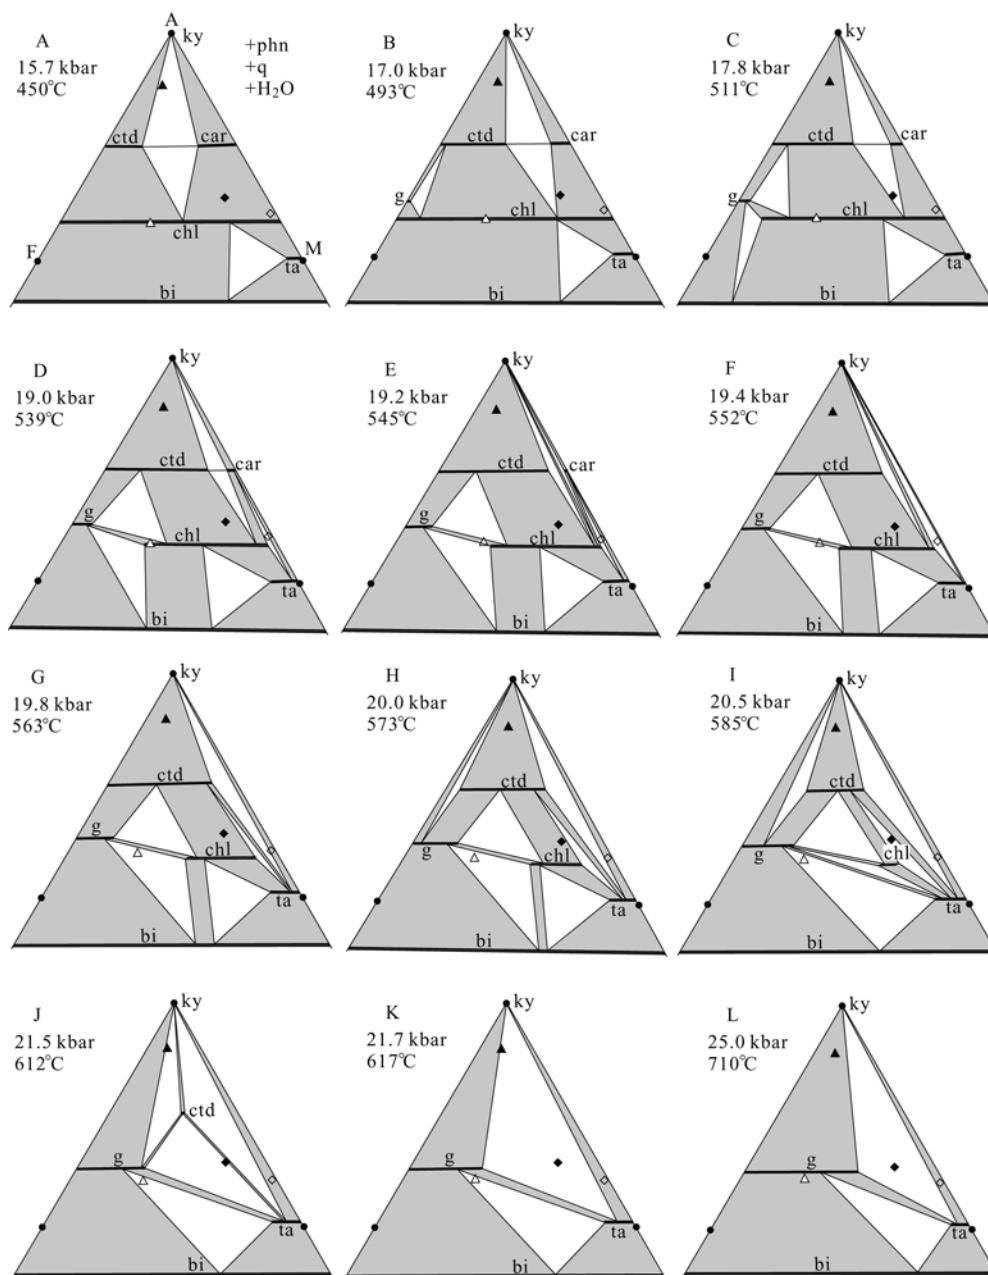 A
15.7 kbar
450°C
A
ky
+phn
+q
+H₂O
ctd
car
chl
F
M
ta
bi
B
17.0 kbar
493°C
ky
ctd
car
g
chl
ta
bi
C
17.8 kbar
511°C
ky
ctd
car
g
chl
ta
bi
D
19.0 kbar
539°C
ky
ctd
car
g
chl
ta
bi
E
19.2 kbar
545°C
ky
ctd
car
g
chl
ta
bi
F
19.4 kbar
552°C
ky
ctd
g
chl
ta
bi
G
19.8 kbar
563°C
ky
ctd
g
chl
ta
bi
H
20.0 kbar
573°C
ky
ctd
g
chl
ta
bi
I
20.5 kbar
585°C
ky
ctd
g
chl
ta
bi
J
21.5 kbar
612°C
ky
ctd
g
ta
bi
K
21.7 kbar
617°C
ky
g
ta
bi
L
25.0 kbar
710°C
ky
g
ta
bi